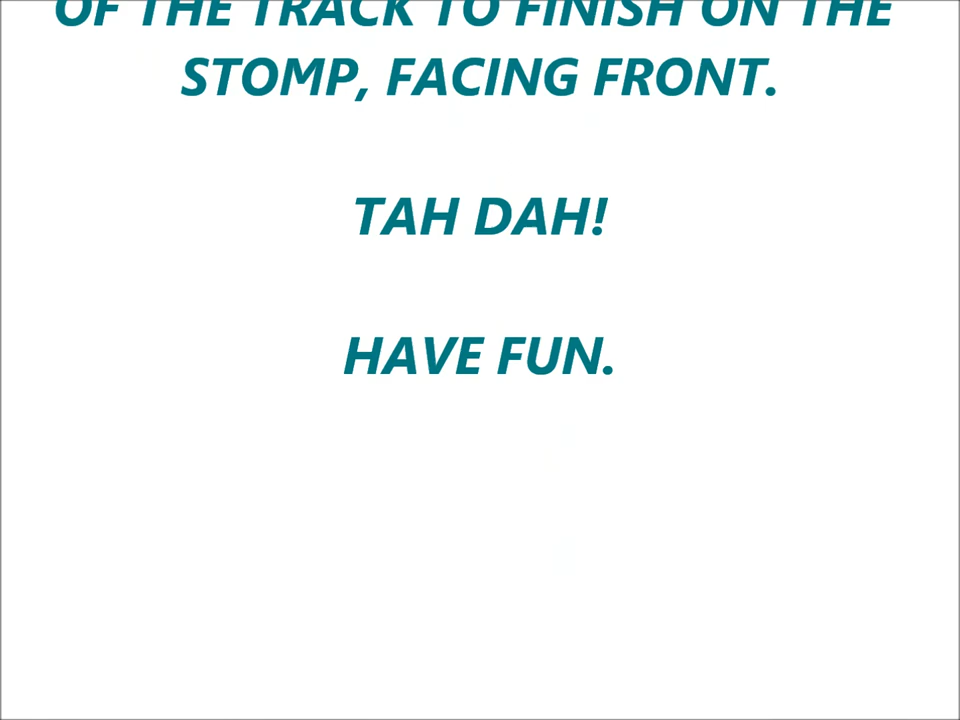 OF THE TRACK TO FINISH ON THE
STOMP, FACING FRONT.
TAH DAH!
HAVE FUN.